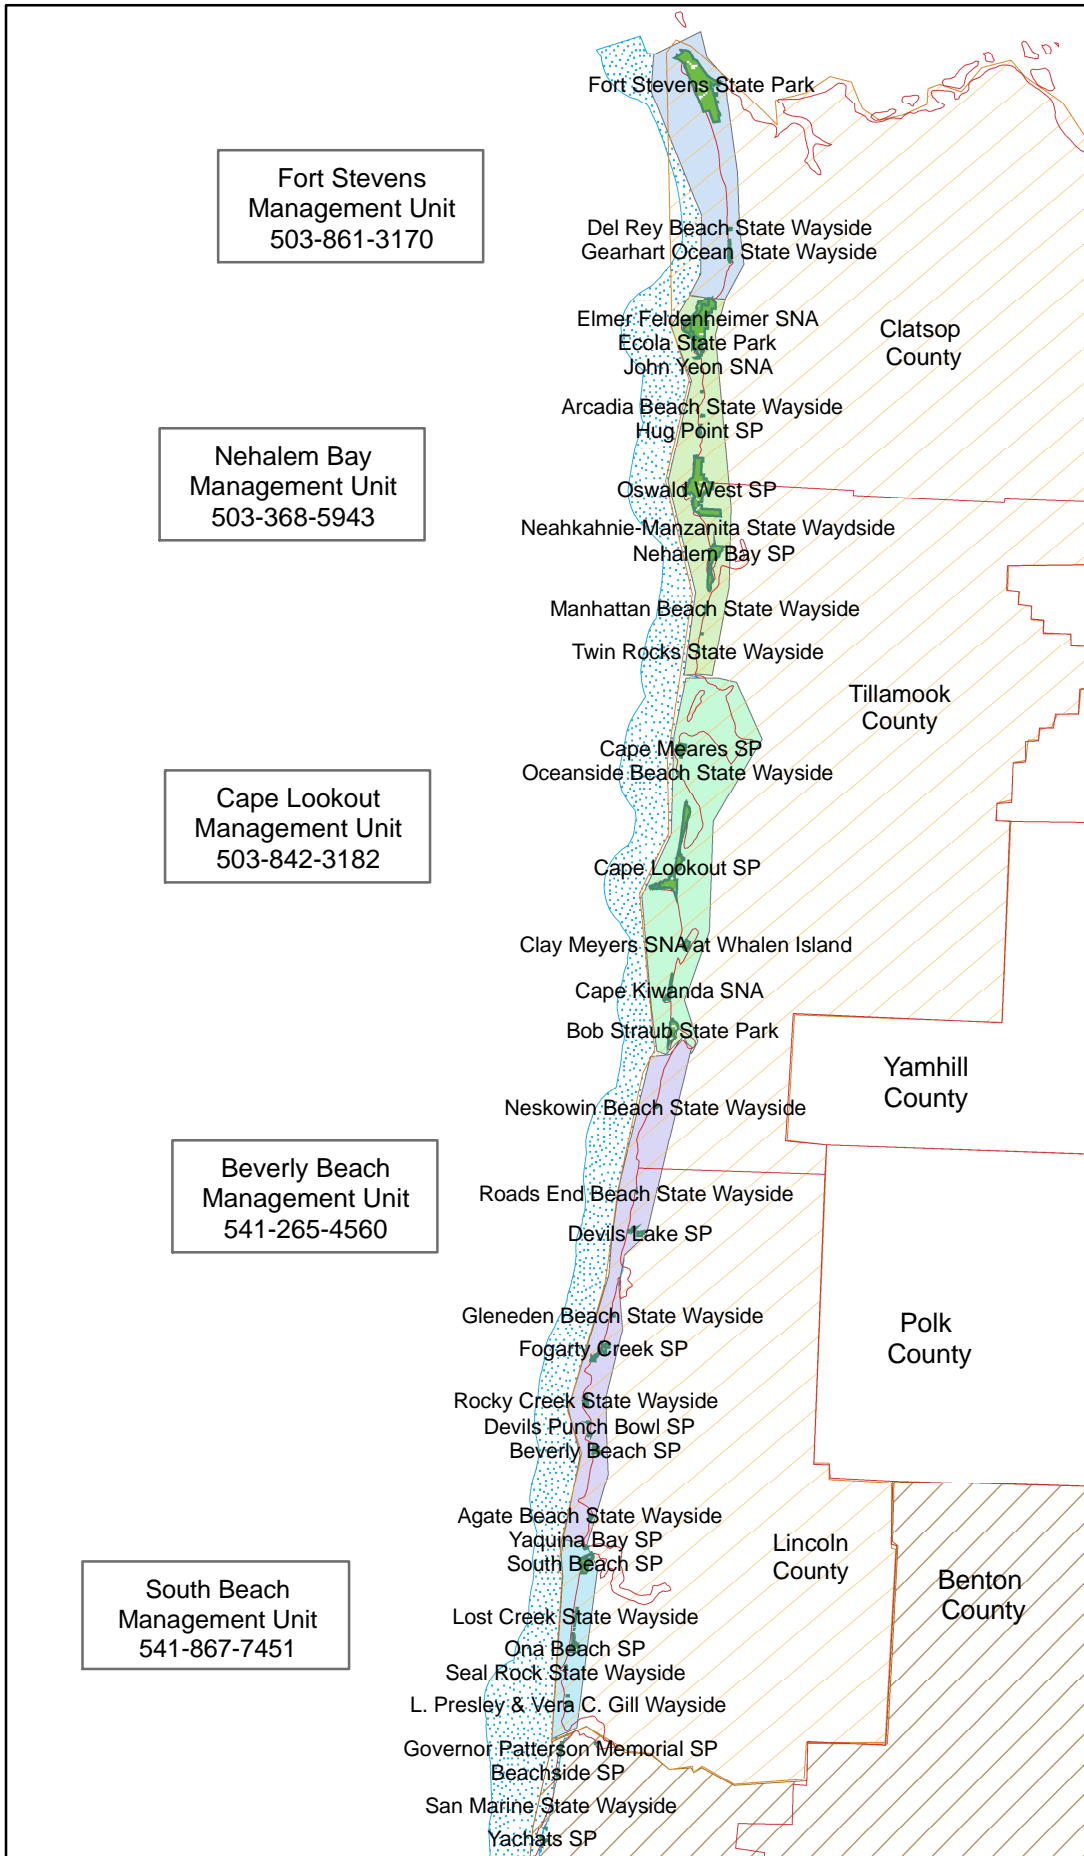 Fort Stevens State Park
Fort Stevens
Management Unit
503-861-3170
Del Rey Beach State Wayside
Gearhart Ocean State Wayside
Elmer Feldenheimer SNA
Ecola State Park
John Yeon SNA
Clatsop
County
Arcadia Beach State Wayside
Hug Point SP
Nehalem Bay
Management Unit
503-368-5943
Oswald West SP
Neahkahnie-Manzanita State Waydside
Nehalem Bay SP
Manhattan Beach State Wayside
Twin Rocks State Wayside
Tillamook
County
Cape Meares SP
Oceanside Beach State Wayside
Cape Lookout
Management Unit
503-842-3182
Cape Lookout SP
Clay Meyers SNA at Whalen Island
Cape Kiwanda SNA
Bob Straub State Park
Yamhill
County
Neskowin Beach State Wayside
Beverly Beach
Management Unit
541-265-4560
Roads End Beach State Wayside
Devils Lake SP
Gleneden Beach State Wayside
Fogarty Creek SP
Polk
County
Rocky Creek State Wayside
Devils Punch Bowl SP
Beverly Beach SP
Agate Beach State Wayside
Yaquina Bay SP
South Beach SP
Lincoln
County
Benton
County
South Beach
Management Unit
541-867-7451
Lost Creek State Wayside
Ona Beach SP
Seal Rock State Wayside
L. Presley & Vera C. Gill Wayside
Governor Patterson Memorial SP
Beachside SP
San Marine State Wayside
Yachats SP